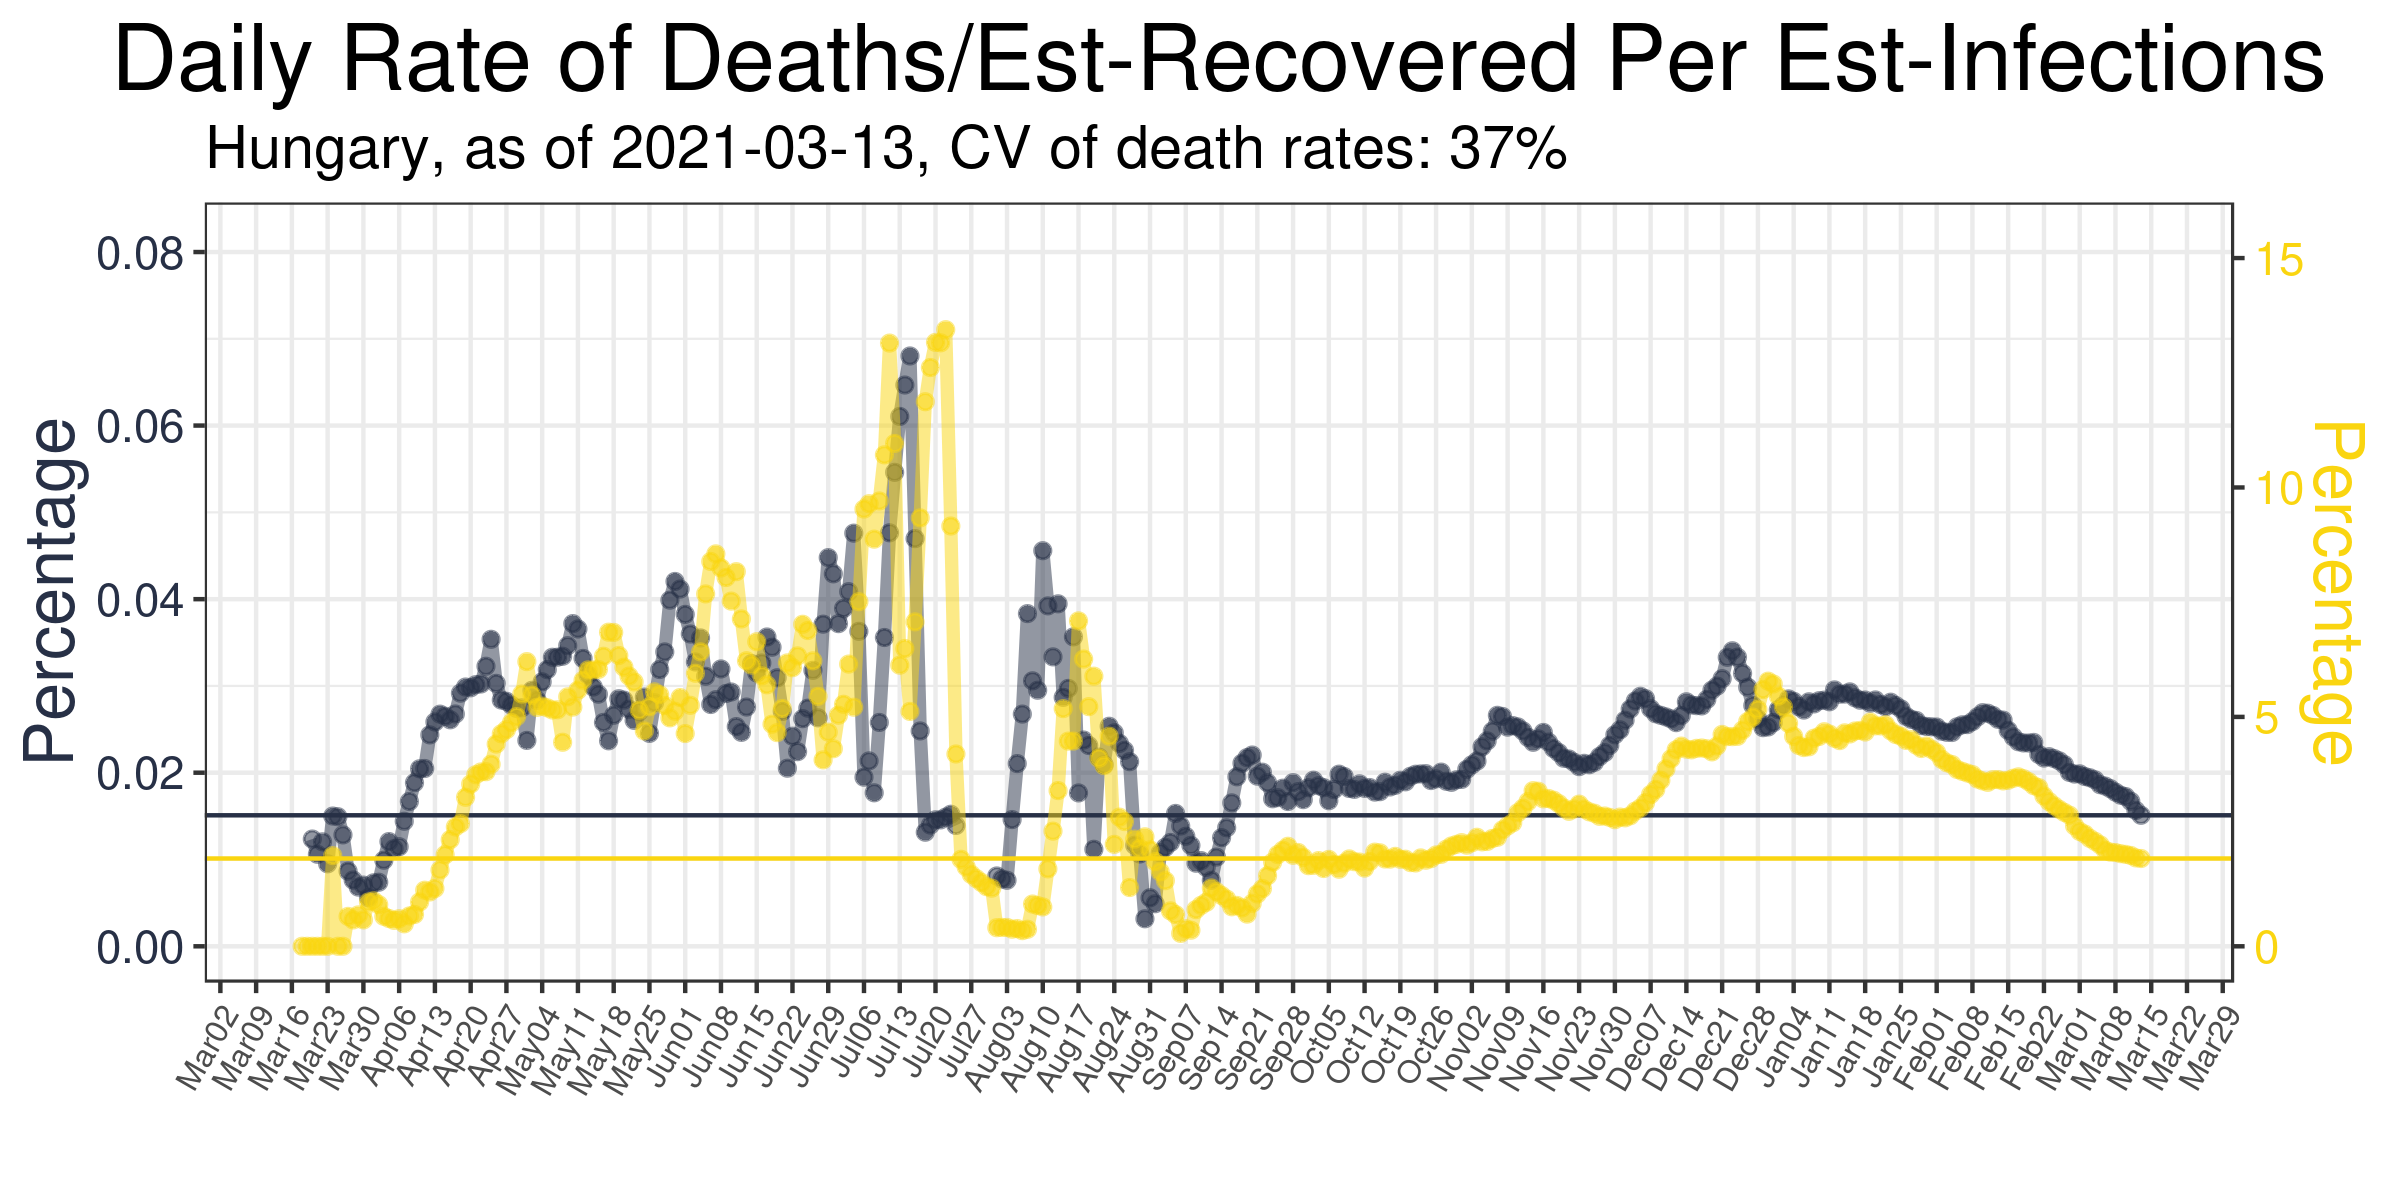 Daily Rate of Deaths/Est-Recovered Per Est-Infections
Hungary, as of 2021-03-13, CV of death rates: 37%
Percentage
0.08
0.06
0.04
0.02
0.00
15
10
5
0
Percentage
Mar02
Mar09
Mar16
Mar23
Mar30
Apr06
Apr13
Apr20
Apr27
May04
May11
May18
May25
Jun01
Jun08
Jun15
Jun22
Jun29
Jul06
Jul13
Jul20
Jul27
Aug03
Aug10
Aug17
Aug24
Aug31
Sep07
Sep14
Sep21
Sep28
Oct05
Oct12
Oct19
Oct26
Nov02
Nov09
Nov16
Nov23
Nov30
Dec07
Dec14
Dec21
Dec28
Jan04
Jan11
Jan18
Jan25
Feb01
Feb08
Feb15
Feb22
Mar01
Mar08
Mar15
Mar22
Mar29